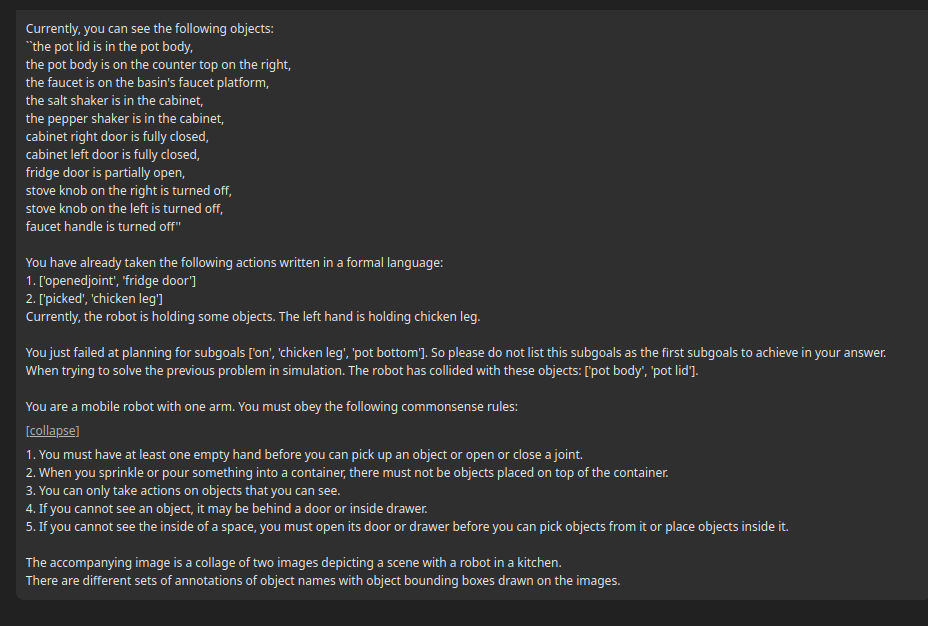 Currently, you can see the following objects:
``the pot lid is in the pot body,
the pot body is on the counter top on the right,
the faucet is on the basin's faucet platform,
the salt shaker is in the cabinet,
the pepper shaker is in the cabinet,
cabinet right door is fully closed,
cabinet left door is fully closed,
fridge door is partially open,
stove knob on the right is turned off,
stove knob on the left is turned off,
faucet handle is turned off''
You have already taken the following actions written in a formal language:
1. ['openedjoint', 'fridge door']
2. ['picked', 'chicken leg']
Currently, the robot is holding some objects. The left hand is holding chicken leg.
You just failed at planning for subgoals ['on', 'chicken leg', 'pot bottom']. So please do not list this subgoals as the first subgoals to achieve in your answer.
When trying to solve the previous problem in simulation. The robot has collided with these objects: ['pot body', 'pot lid'].
You are a mobile robot with one arm. You must obey the following commonsense rules:
[collapse]
1. You must have at least one empty hand before you can pick up an object or open or close a joint.
2. When you sprinkle or pour something into a container, there must not be objects placed on top of the container.
3. You can only take actions on objects that you can see.
4. If you cannot see an object, it may be behind a door or inside drawer.
5. If you cannot see the inside of a space, you must open its door or drawer before you can pick objects from it or place objects inside it.
The accompanying image is a collage of two images depicting a scene with a robot in a kitchen.
There are different sets of annotations of object names with object bounding boxes drawn on the images.